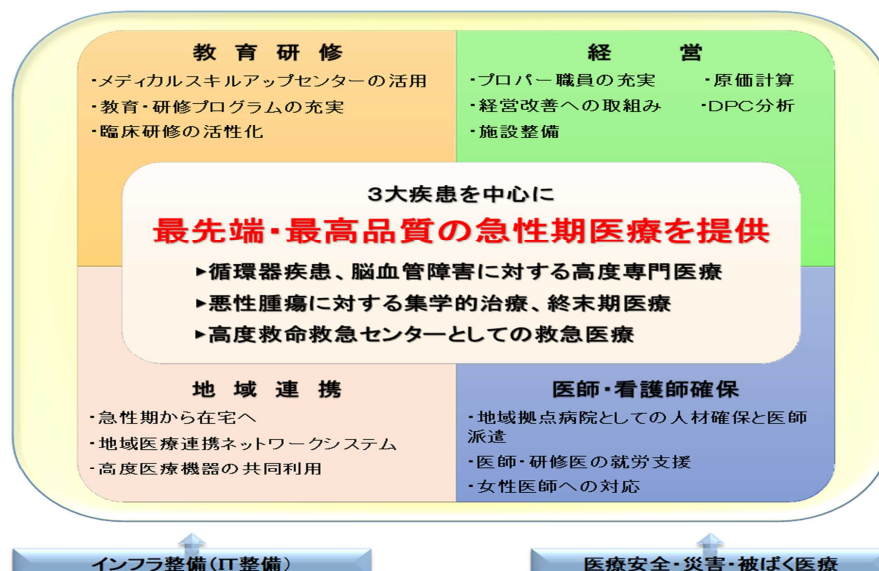 教 育 研 修
・メディカルスキルアップセンターの活用
・教育・研修プログラムの充実
・臨床研修の活性化
経 営
・プロパー職員の充実 ・原価計算
・経営改善への取組み ・DPC分析
・施設整備
3大疾患を中心に
最先端・最高品質の急性期医療を提供
▸循環器疾患、脳血管障害に対する高度専門医療
▸悪性腫瘍に対する集学的治療、終末期医療
▸高度救命救急センターとしての救急医療
地 域 連 携
・急性期から在宅へ
・地域医療連携ネットワークシステム
・高度医療機器の共同利用
医師・看護師確保
・地域拠点病院としての人材確保と医師
派遣
・医師・研修医の就労支援
・女性医師への対応
インフラ整備(IT整備)
医療安全・災害・被ばく医療